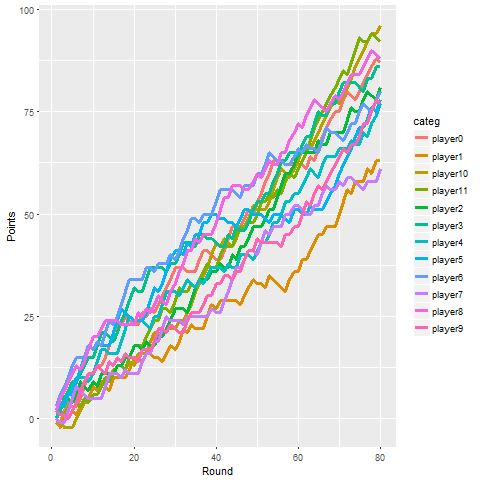 100
75
50
25
0
Points
0
20
40
60
80
Round
categ
player0
player1
player10
player11
player2
player3
player4
player5
player6
player7
player8
player9